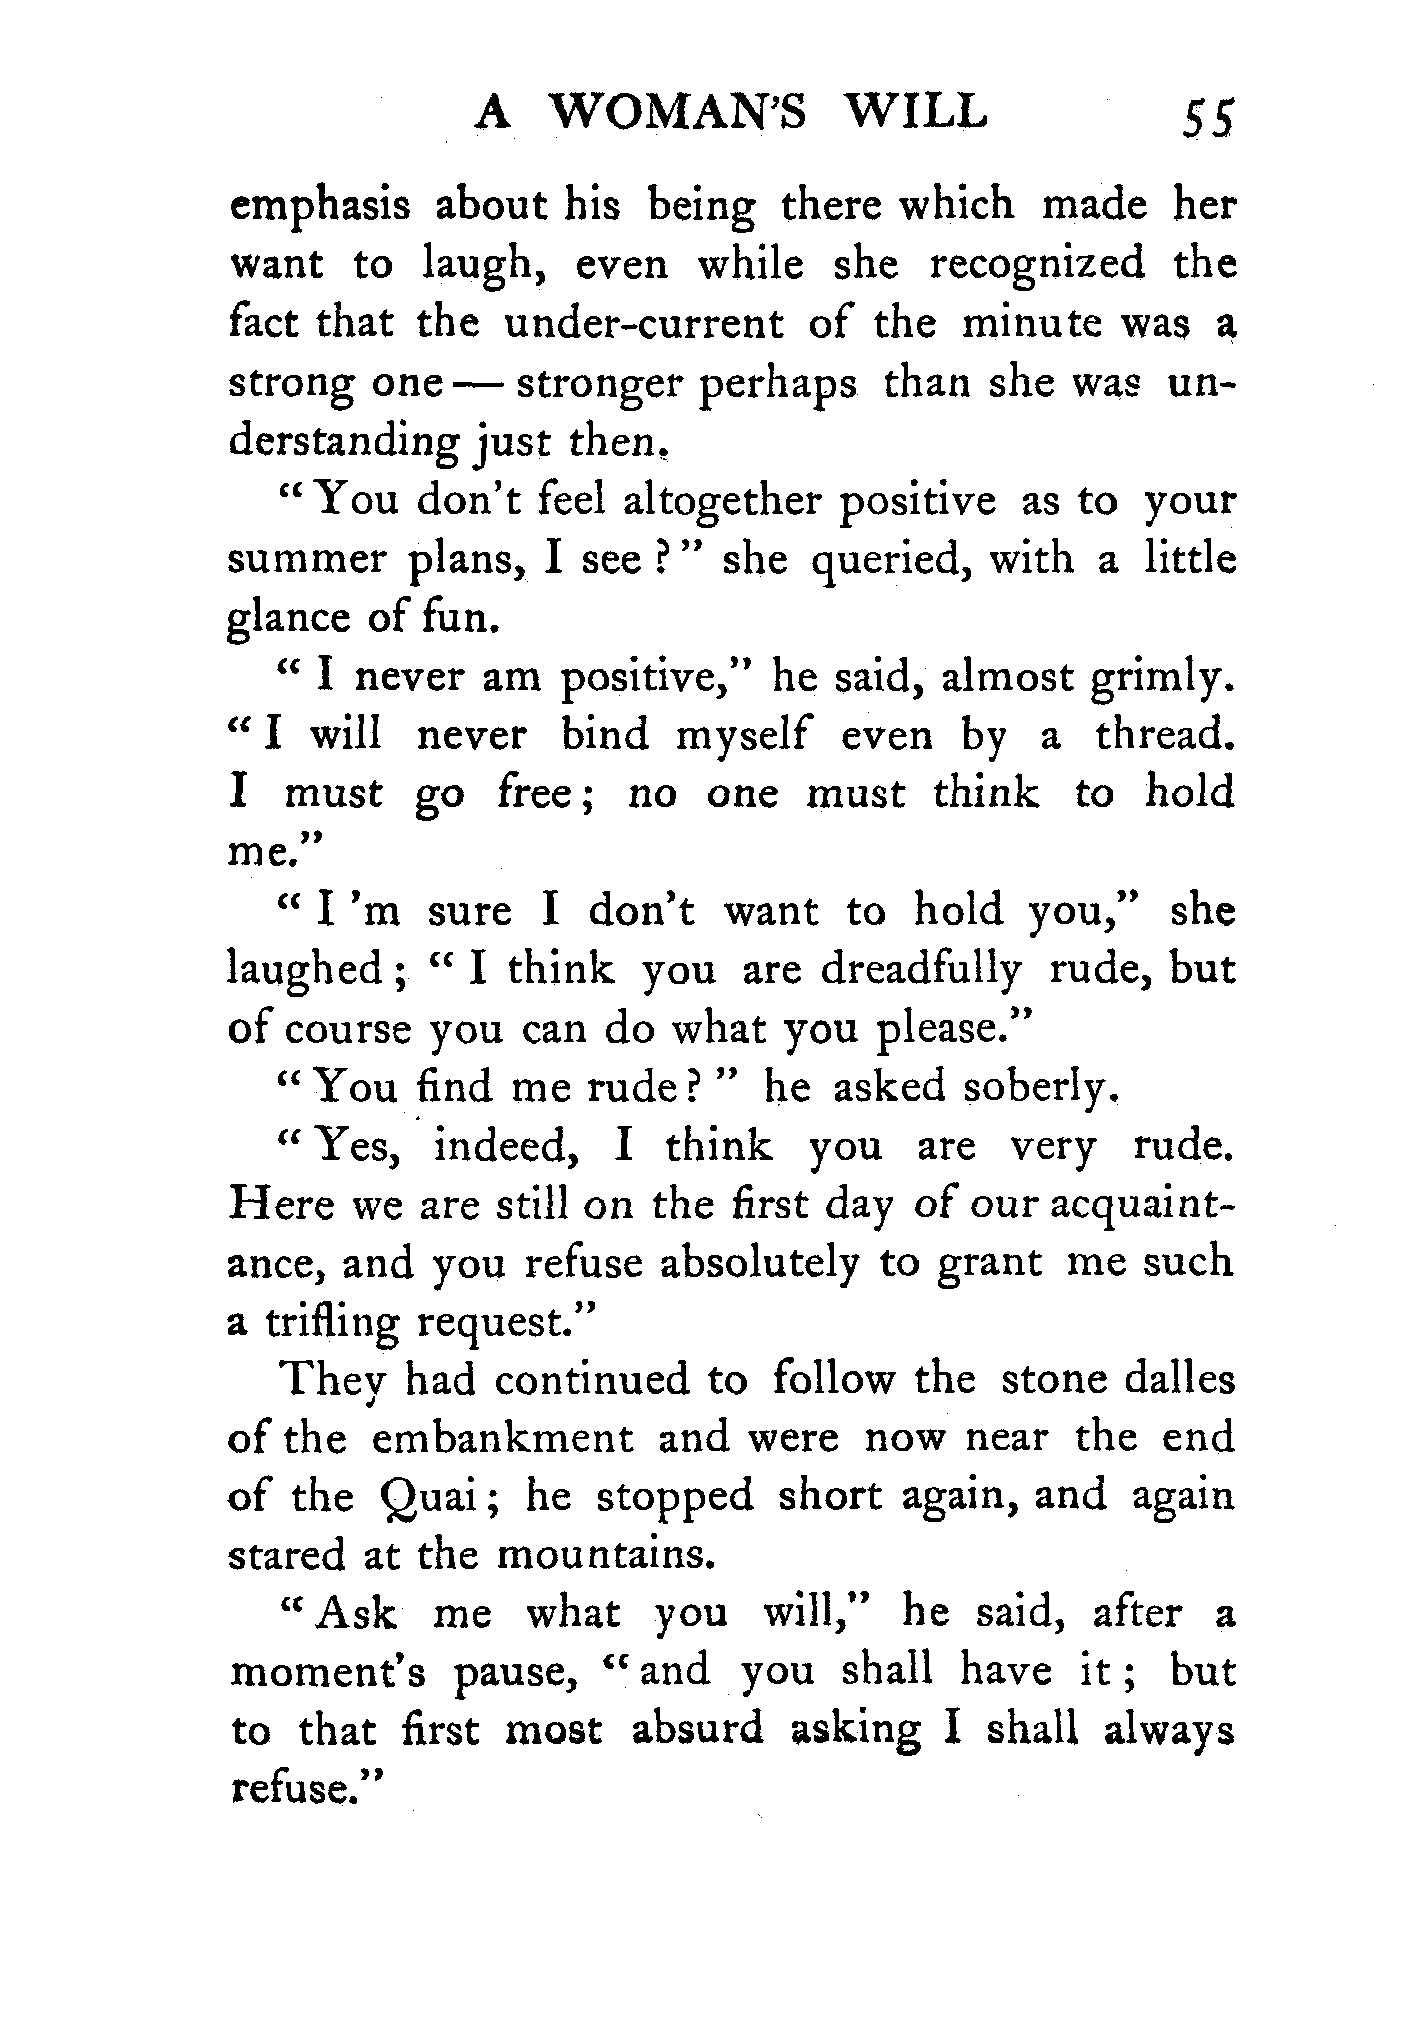 A WOMAN'S WILL 55
emphasis about his being there which made her
want to laugh, even while she recognized the
fact that the under-current of the minute was a
strong one — stronger perhaps than she was un-
derstanding just then.
"You don't feel altogether positive as to your
summer plans, I see?" she queried, with a little
glance of fun.
"I never am positive," he said, almost grimly.
"I will never bind myself even by a thread.
I must go free; no one must think to hold
me."
"I'm sure I don't want to hold you," she
laughed; "I think you are dreadfully rude, but
of course you can do what you please."
"You find me rude?" he asked soberly.
"Yes, indeed, I think you are very rude.
Here we are still on the first day of our acquaint-
ance, and you refuse absolutely to grant me such
a trifling request."
They had continued to follow the stone dalles
of the embankment and were now near the end
of the Quai; he stopped short again, and again
stared at the mountains.
"Ask me what you will," he said, after a
moment's pause, "and you shall have it; but
to that first most absurd asking I shall always
refuse."